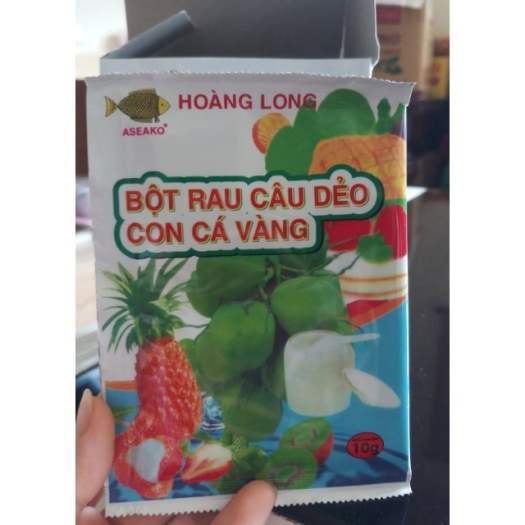 HOÀNG LONG
ASEAKO®
BỘT RAU CÂU DẺO
CON CÁ VÀNG
10g